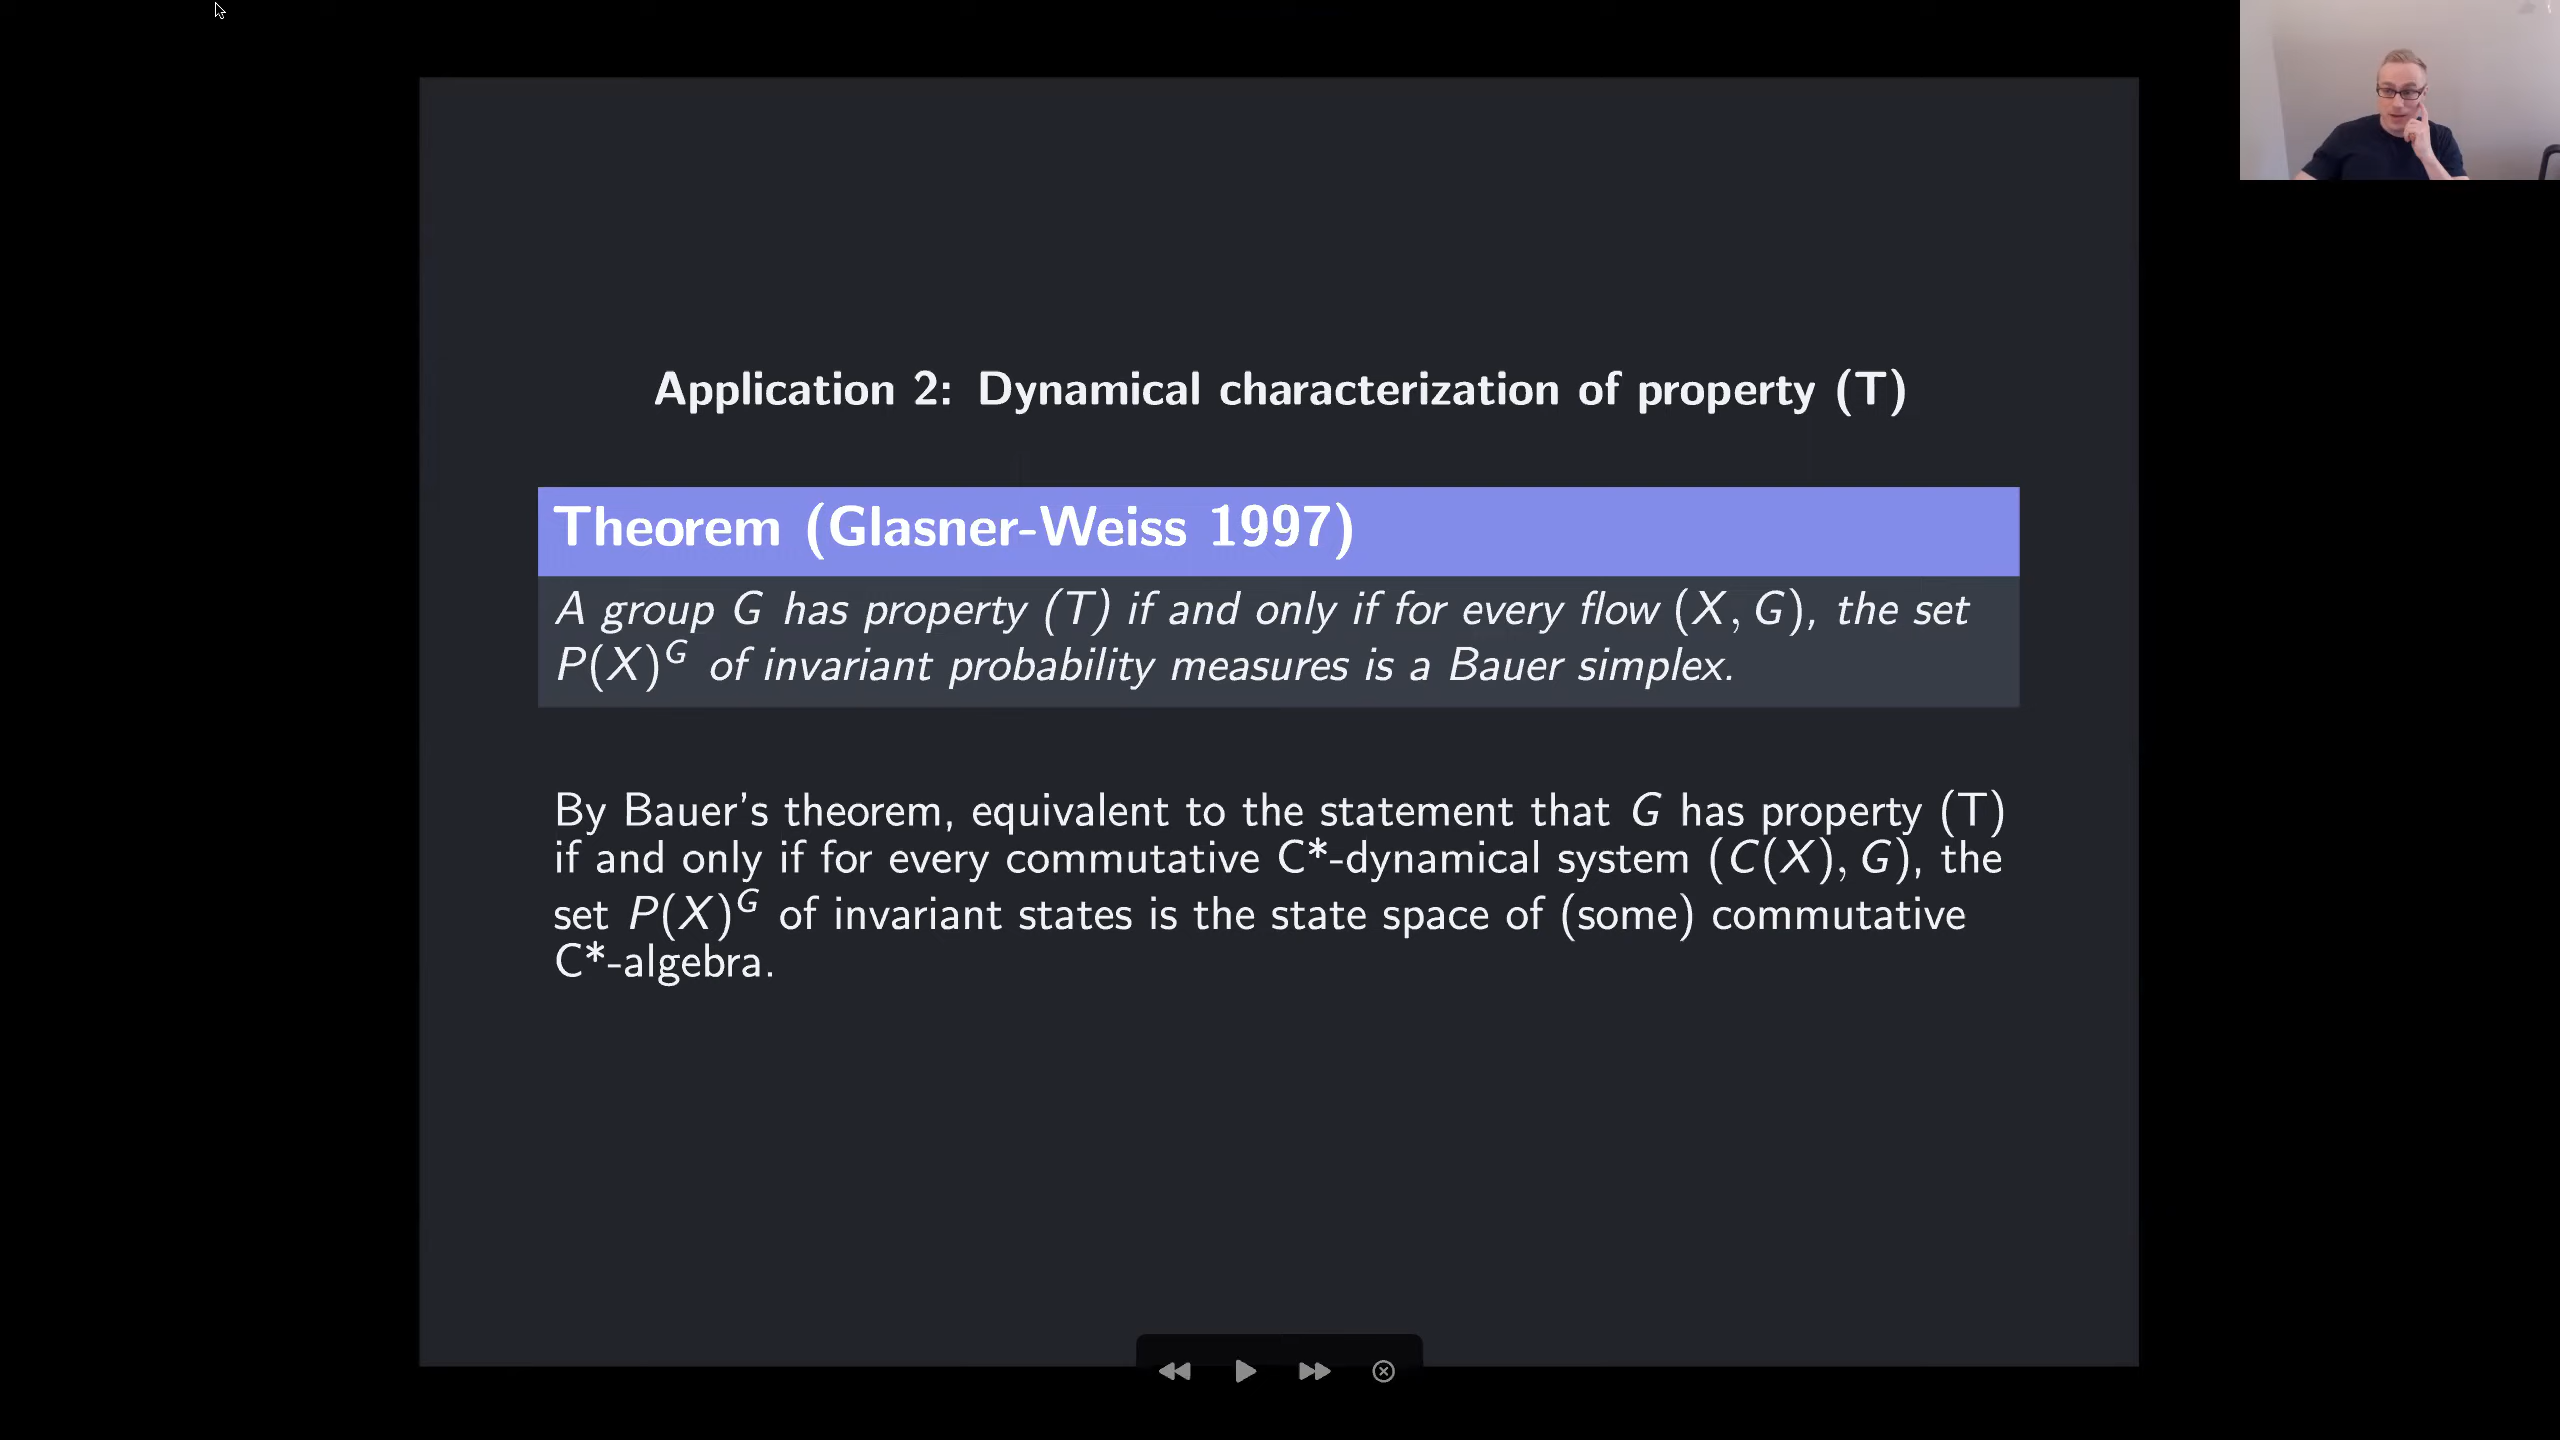 Application 2: Dynamical characterization of property (T)
Theorem (Glasner-Weiss 1997)
A group G has property (T) if and only if for every flow (X, G), the set
P(X)^G of invariant probability measures is a Bauer simplex.
By Bauer's theorem, equivalent to the statement that G has property (T)
if and only if for every commutative C*-dynamical system (C(X), G), the
set P(X)^G of invariant states is the state space of (some) commutative
C*-algebra.